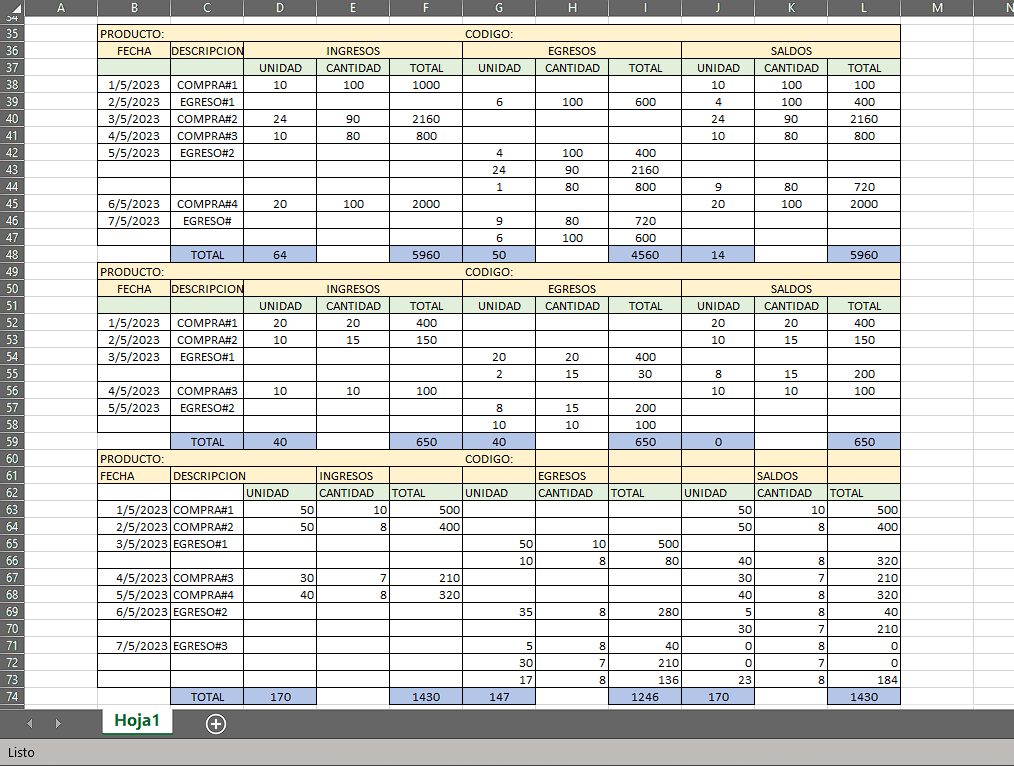 A B C D E F G H I J K L M N
34
35 PRODUCTO: CODIGO:
36 FECHA DESCRIPCION INGRESOS EGRESOS SALDOS
37 UNIDAD CANTIDAD TOTAL UNIDAD CANTIDAD TOTAL UNIDAD CANTIDAD TOTAL
38 1/5/2023 COMPRA#1 10 100 1000 10 100 100
39 2/5/2023 EGRESO#1 6 100 600 4 100 400
40 3/5/2023 COMPRA#2 24 90 2160 24 90 2160
41 4/5/2023 COMPRA#3 10 80 800 10 80 800
42 5/5/2023 EGRESO#2 4 100 400
43 24 90 2160
44 1 80 800 9 80 720
45 6/5/2023 COMPRA#4 20 100 2000 20 100 2000
46 7/5/2023 EGRESO# 9 80 720
47 6 100 600
48 TOTAL 64 5960 50 4560 14 5960
49 PRODUCTO: CODIGO:
50 FECHA DESCRIPCION INGRESOS EGRESOS SALDOS
51 UNIDAD CANTIDAD TOTAL UNIDAD CANTIDAD TOTAL UNIDAD CANTIDAD TOTAL
52 1/5/2023 COMPRA#1 20 20 400 20 20 400
53 2/5/2023 COMPRA#2 10 15 150 10 15 150
54 3/5/2023 EGRESO#1 20 20 400
55 2 15 30 8 15 200
56 4/5/2023 COMPRA#3 10 10 100 10 10 100
57 5/5/2023 EGRESO#2 8 15 200
58 10 10 100
59 TOTAL 40 650 40 650 0 650
60 PRODUCTO: CODIGO:
61 FECHA DESCRIPCION INGRESOS EGRESOS SALDOS
62 UNIDAD CANTIDAD TOTAL UNIDAD CANTIDAD TOTAL UNIDAD CANTIDAD TOTAL
63 1/5/2023 COMPRA#1 50 10 500 50 10 500
64 2/5/2023 COMPRA#2 50 8 400 50 8 400
65 3/5/2023 EGRESO#1 50 10 500
66 10 8 80 40 8 320
67 4/5/2023 COMPRA#3 30 7 210 30 7 210
68 5/5/2023 COMPRA#4 40 8 320 40 8 320
69 6/5/2023 EGRESO#2 35 8 280 5 8 40
70 30 7 210
71 7/5/2023 EGRESO#3 5 8 40 0 8 0
72 30 7 210 0 7 0
73 17 8 136 23 8 184
74 TOTAL 170 1430 147 1246 170 1430
Hoja1
Listo